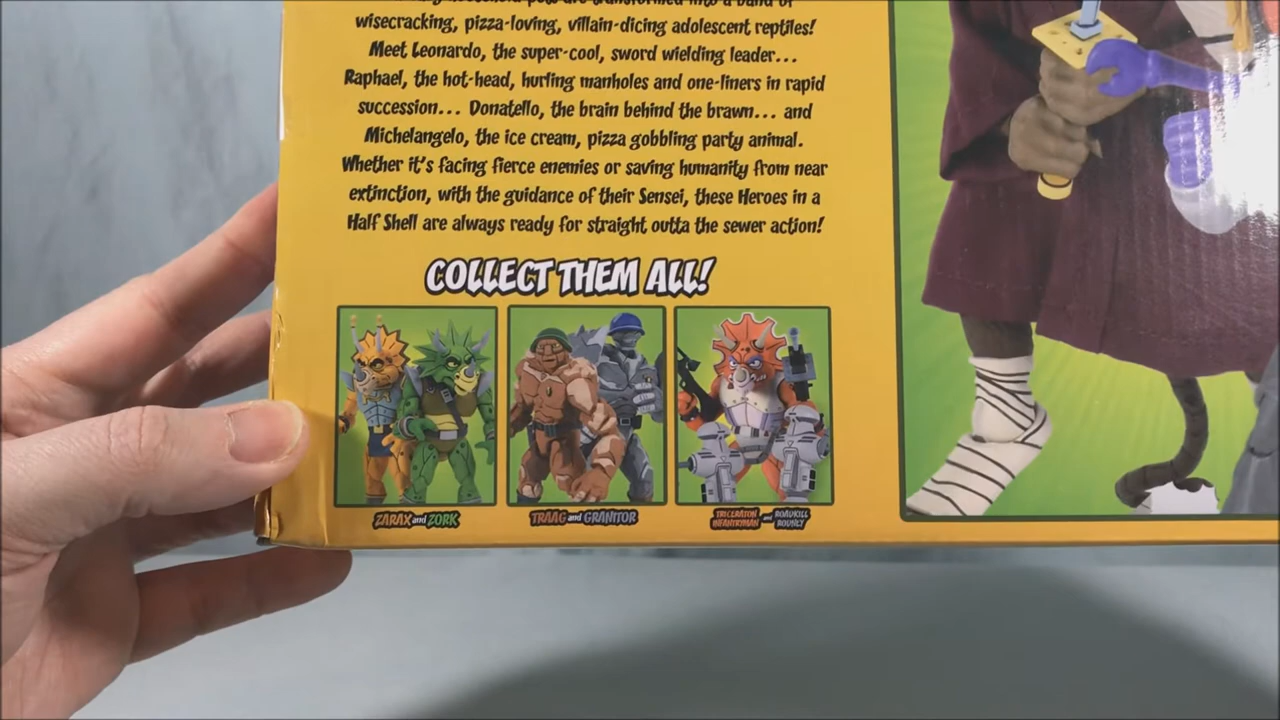 wisecracking, pizza-loving, villain-dicing adolescent reptiles!
Meet Leonardo, the super-cool, sword wielding leader...
Raphael, the hot-head, hurling manholes and one-liners in rapid
succession... Donatello, the brain behind the brawn... and
Michelangelo, the ice cream, pizza gobbling party animal.
Whether it's facing fierce enemies or saving humanity from near
extinction, with the guidance of their Sensei, these Heroes in a
Half Shell are always ready for straight outta the sewer action!
COLLECT THEM ALL!
ZARAX and ZORK
TRAAG and GRANITOR
TRICERATON INFANTRYMAN and ROADKILL RODNEY